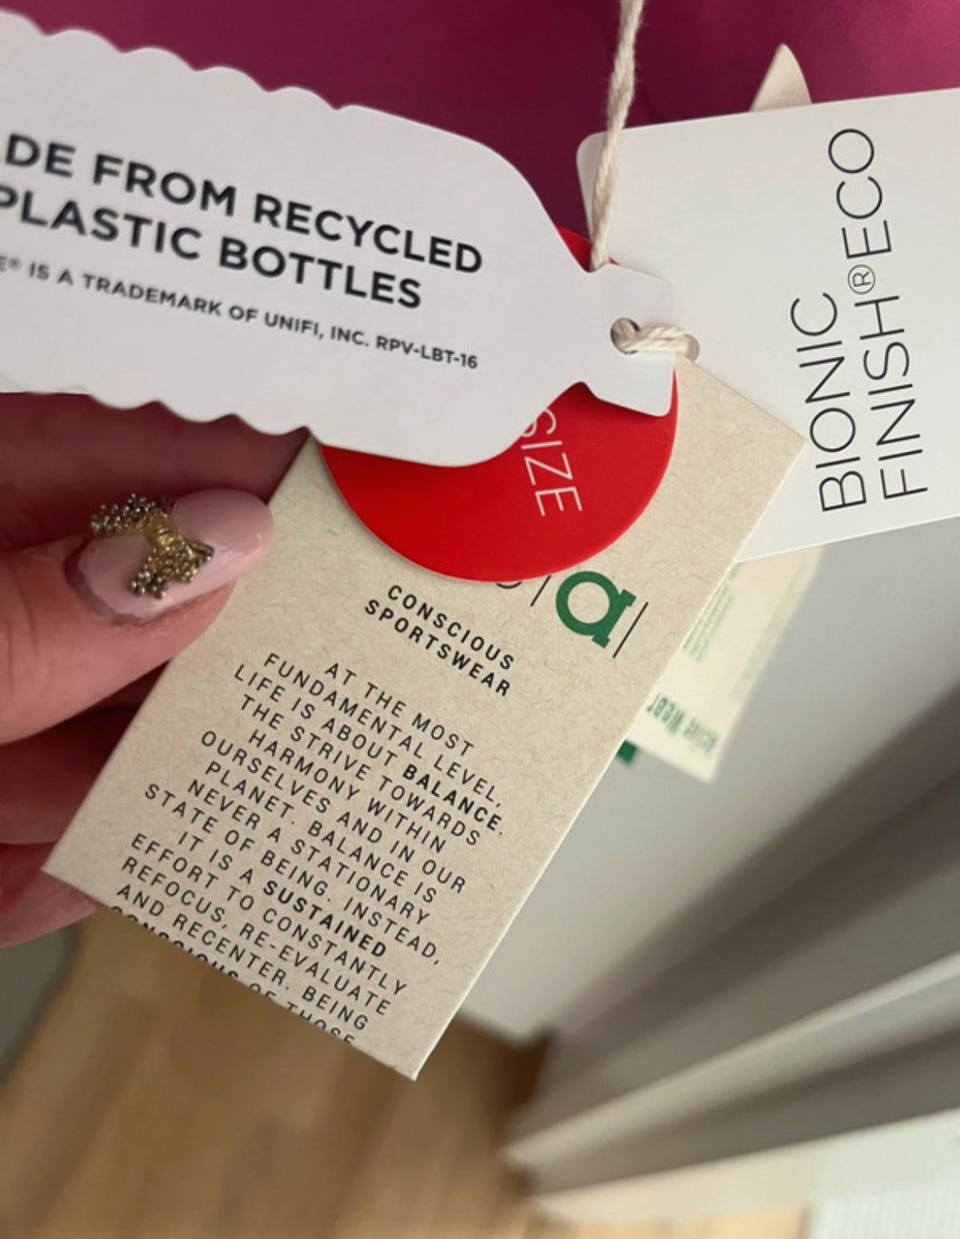 DE FROM RECYCLED
PLASTIC BOTTLES
E® IS A TRADEMARK OF UNIFI, INC. RPV-LBT-16
BIONIC
FINISH®ECO
SIZE
a|
CONSCIOUS
SPORTSWEAR
AT THE MOST
FUNDAMENTAL LEVEL,
LIFE IS ABOUT BALANCE.
THE STRIVE TOWARDS
HARMONY WITHIN
OURSELVES AND IN OUR
PLANET. BALANCE IS
NEVER A STATIONARY
STATE OF BEING. INSTEAD,
IT IS A SUSTAINED
EFFORT TO CONSTANTLY
REFOCUS, RE-EVALUATE
AND RECENTER. BEING
CONSCIOUS OF THOSE